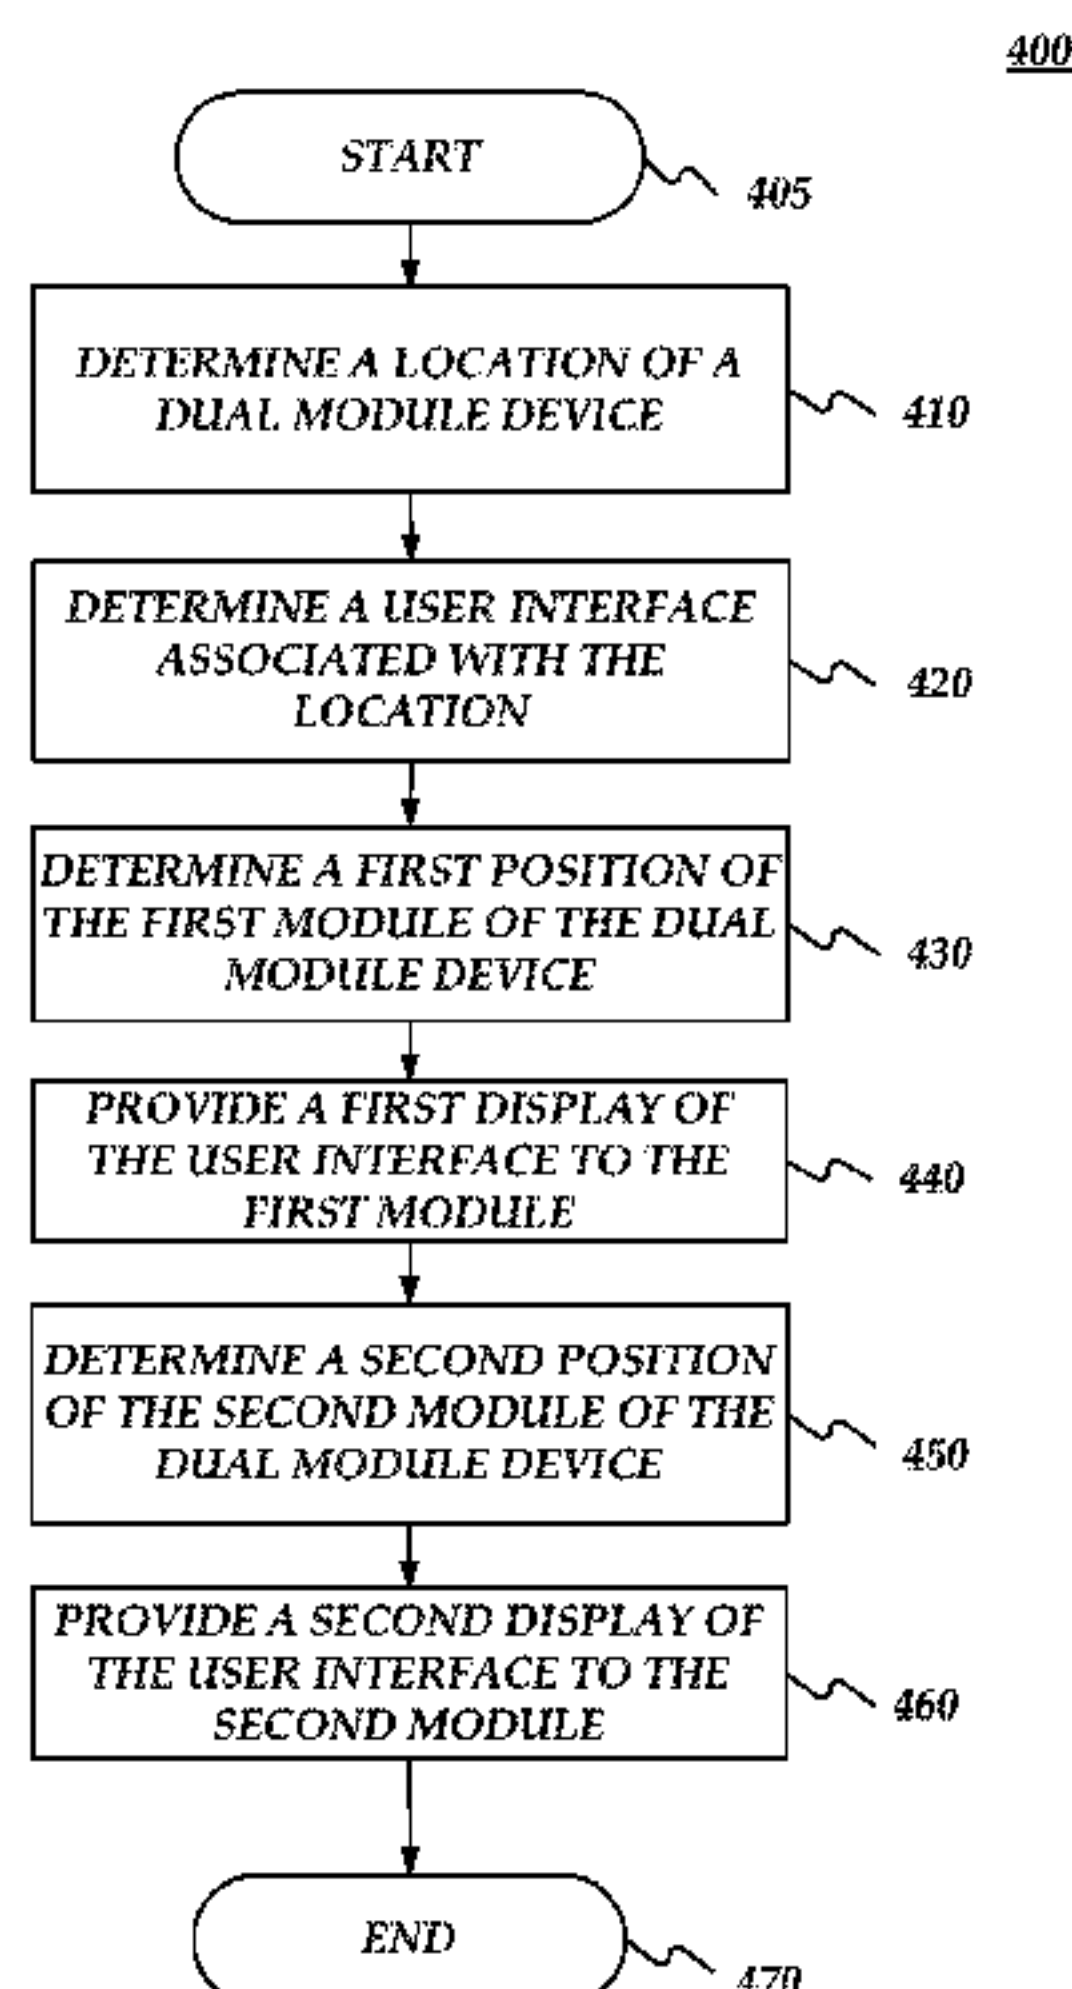 400
START
405
DETERMINE A LOCATION OF A
DUAL MODULE DEVICE
410
DETERMINE A USER INTERFACE
ASSOCIATED WITH THE
LOCATION
420
DETERMINE A FIRST POSITION OF
THE FIRST MODULE OF THE DUAL
MODULE DEVICE
430
PROVIDE A FIRST DISPLAY OF
THE USER INTERFACE TO THE
FIRST MODULE
440
DETERMINE A SECOND POSITION
OF THE SECOND MODULE OF THE
DUAL MODULE DEVICE
450
PROVIDE A SECOND DISPLAY OF
THE USER INTERFACE TO THE
SECOND MODULE
460
END
470